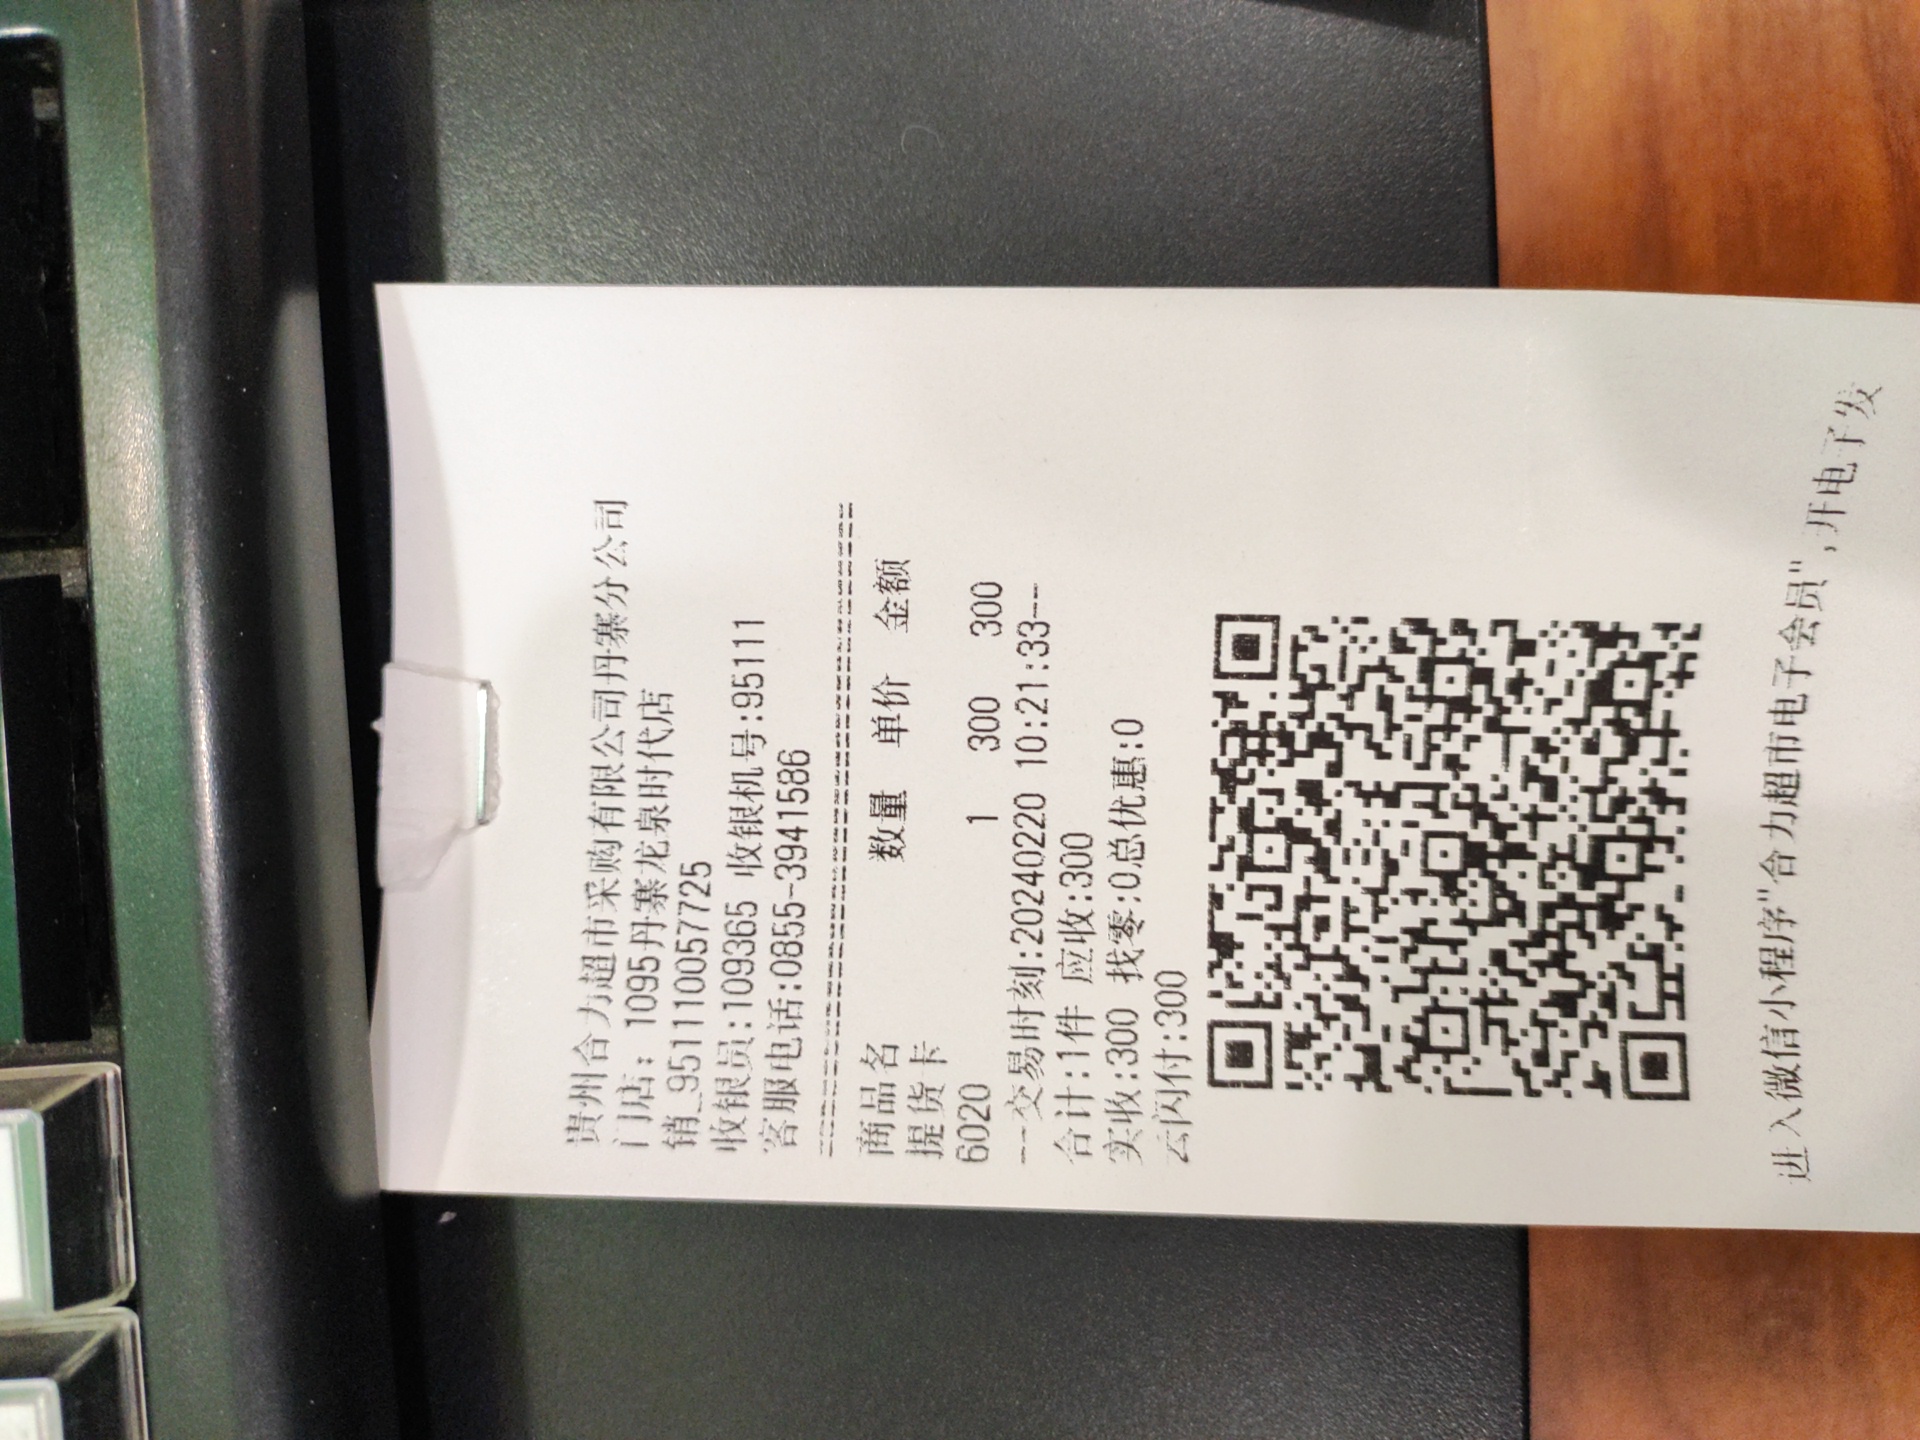 贵州合力超市采购有限公司丹寨分公司
门店: 1095丹寨龙泉时代店
销_9511110057725
收银员:109365 收银机号:95111
客服电话:0855-3941586
商品名 数量 单价 金额
提货卡
6020 1 300 300
--交易时刻:20240220 10:21:33--
合计:1件 应收:300
实收:300 找零:0总优惠:0
云闪付:300
进入微信小程序"合力超市电子会员",开电子发